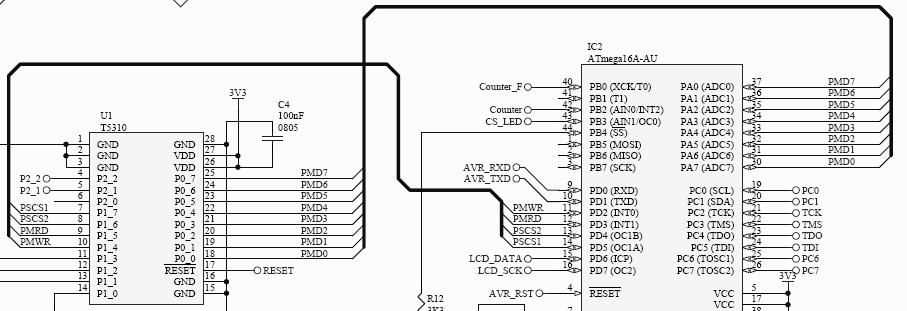 IC2
ATmega16A-AU
U1
T5310
3V3
C4
100nF
0805
1 GND GND 28
2 GND VDD 27
3 GND VDD 26
P2_2 4 P2_2 P0_7 25 PMD7
P2_1 5 P2_1 P0_6 24 PMD6
6 P2_0 P0_5 23 PMD5
PSCS1 7 P1_7 P0_4 22 PMD4
PSCS2 8 P1_6 P0_3 21 PMD3
PMRD 9 P1_5 P0_2 20 PMD2
PMWR 10 P1_4 P0_1 19 PMD1
11 P1_3 P0_0 18 PMD0
12 P1_2 RESET 17 RESET
13 P1_1 GND 16
14 P1_0 GND 15
Counter_F 40 PB0 (XCK/T0) PA0 (ADC0) 37 PMD7
41 PB1 (T1) PA1 (ADC1) 36 PMD6
Counter 42 PB2 (AIN0/INT2) PA2 (ADC2) 35 PMD5
CS_LED 43 PB3 (AIN1/OC0) PA3 (ADC3) 34 PMD4
44 PB4 (SS) PA4 (ADC4) 33 PMD3
1 PB5 (MOSI) PA5 (ADC5) 32 PMD2
2 PB6 (MISO) PA6 (ADC6) 31 PMD1
3 PB7 (SCK) PA7 (ADC7) 30 PMD0
AVR_RXD
AVR_TXD
9 PD0 (RXD) PC0 (SCL) 19 PC0
10 PD1 (TXD) PC1 (SDA) 20 PC1
PMWR 11 PD2 (INT0) PC2 (TCK) 21 TCK
PMRD 12 PD3 (INT1) PC3 (TMS) 22 TMS
PSCS2 13 PD4 (OC1B) PC4 (TDO) 23 TDO
PSCS1 14 PD5 (OC1A) PC5 (TDI) 24 TDI
LCD_DATA 15 PD6 (ICP) PC6 (TOSC1) 25 PC6
LCD_SCK 16 PD7 (OC2) PC7 (TOSC2) 26 PC7
3V3
AVR_RST 4 RESET VCC 5
VCC 17
38
7
R12
3K3